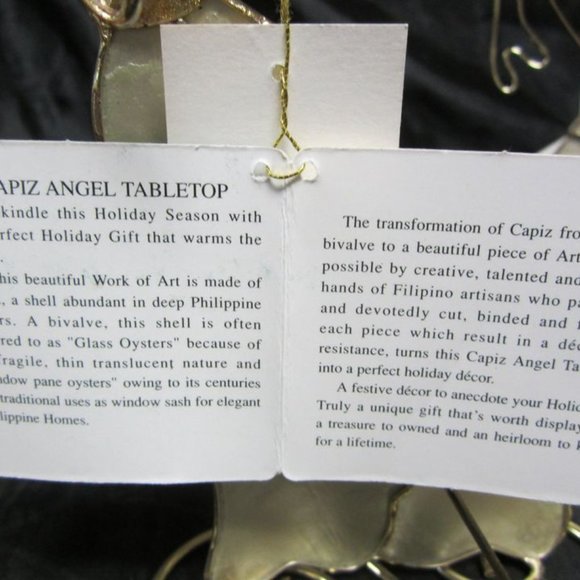 APIZ ANGEL TABLETOP
kindle this Holiday Season with
rfect Holiday Gift that warms the
.
his beautiful Work of Art is made of
, a shell abundant in deep Philippine
rs. A bivalve, this shell is often
red to as "Glass Oysters" because of
fragile, thin translucent nature and
ndow pane oysters" owing to its centuries
traditional uses as window sash for elegant
lippine Homes.
The transformation of Capiz fro
bivalve to a beautiful piece of Art
possible by creative, talented and
hands of Filipino artisans who pa
and devotedly cut, binded and
each piece which result in a déc
resistance, turns this Capiz Angel Ta
into a perfect holiday décor.
A festive décor to anecdote your Holid
Truly a unique gift that's worth display
a treasure to owned and an heirloom to
for a lifetime.